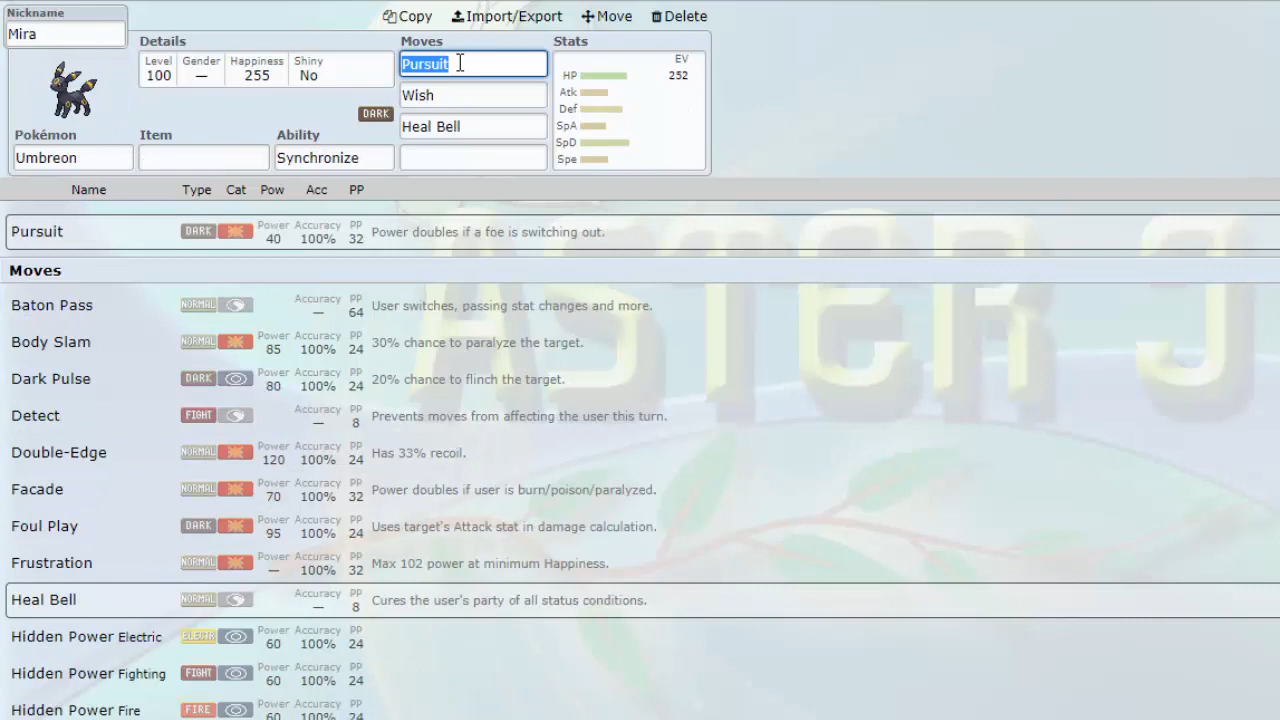 Nickname
Mira
Copy Import/Export Move Delete
Details
Moves
Stats
Level Gender Happiness Shiny
100 — 255 No
DARK
Pokémon Item Ability
Umbreon Synchronize
Pursuit
Wish
Heal Bell
EV
HP 252
Atk
Def
SpA
SpD
Spe
Name Type Cat Pow Acc PP
Pursuit DARK Power 40 Accuracy 100% PP 32 Power doubles if a foe is switching out.
Moves
Baton Pass NORMAL Accuracy — PP 64 User switches, passing stat changes and more.
Body Slam NORMAL Power 85 Accuracy 100% PP 24 30% chance to paralyze the target.
Dark Pulse DARK Power 80 Accuracy 100% PP 24 20% chance to flinch the target.
Detect FIGHT Accuracy — PP 8 Prevents moves from affecting the user this turn.
Double-Edge NORMAL Power 120 Accuracy 100% PP 24 Has 33% recoil.
Facade NORMAL Power 70 Accuracy 100% PP 32 Power doubles if user is burn/poison/paralyzed.
Foul Play DARK Power 95 Accuracy 100% PP 24 Uses target's Attack stat in damage calculation.
Frustration NORMAL Power — Accuracy 100% PP 32 Max 102 power at minimum Happiness.
Heal Bell NORMAL Accuracy — PP 8 Cures the user's party of all status conditions.
Hidden Power Electric ELECTR Power 60 Accuracy 100% PP 24
Hidden Power Fighting FIGHT Power 60 Accuracy 100% PP 24
Hidden Power Fire FIRE Power 60 Accuracy 100% PP 24
ASTER J